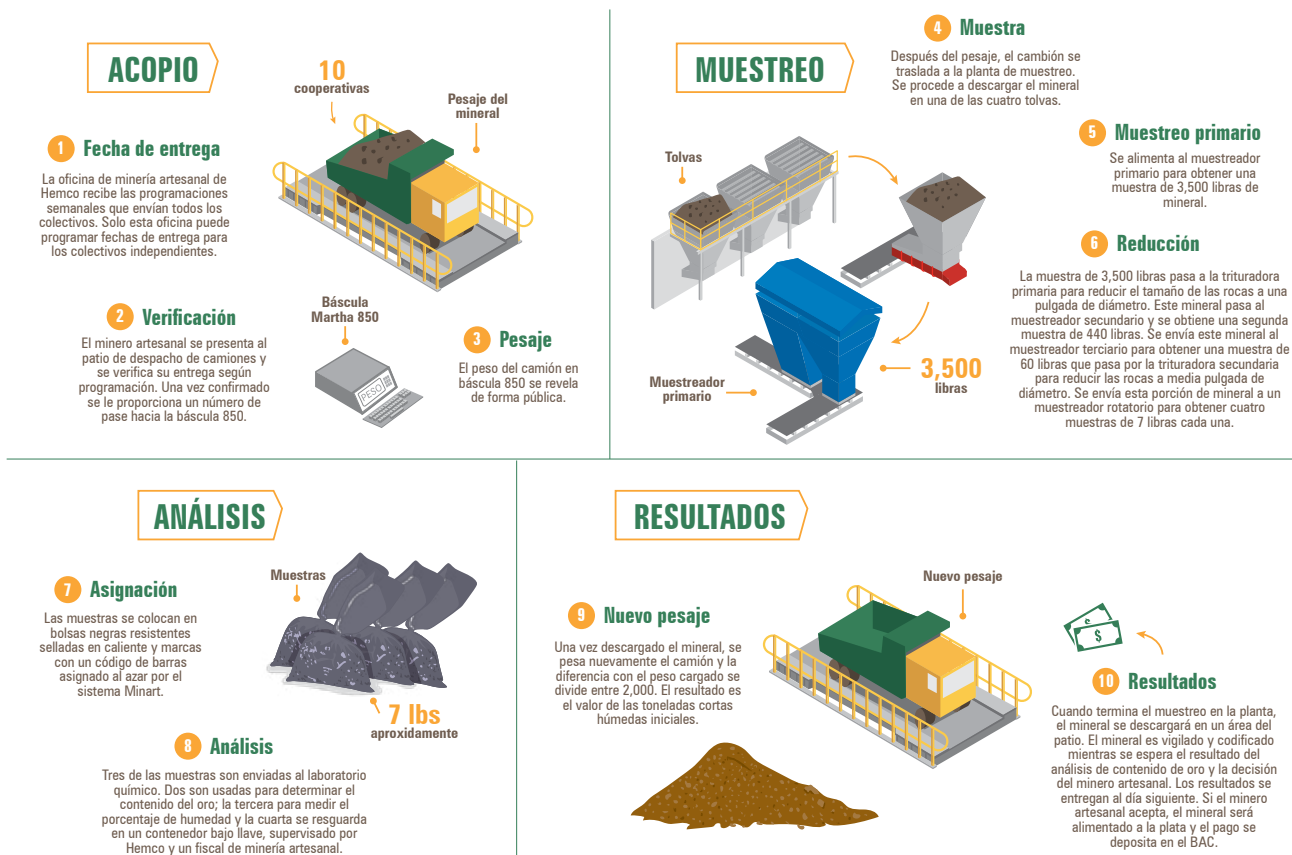 ACOPIO
10
cooperativas
Pesaje del
mineral
1 Fecha de entrega
La oficina de minería artesanal de
Hemco recibe las programaciones
semanales que envían todos los
colectivos. Solo esta oficina puede
programar fechas de entrega para
los colectivos independientes.
2 Verificación
El minero artesanal se presenta al
patio de despacho de camiones y
se verifica su entrega según
programación. Una vez confirmado
se le proporciona un número de
pase hacia la báscula 850.
Báscula
Martha 850
PESO
3 Pesaje
El peso del camión en
báscula 850 se revela
de forma pública.
MUESTREO
4 Muestra
Después del pesaje, el cambión se
traslada a la planta de muestreo.
Se procede a descargar el mineral
en una de las cuatro tolvas.
Tolvas
5 Muestreo primario
Se alimenta al muestreador
primario para obtener una
muestra de 3,500 libras de
mineral.
6 Reducción
La muestra de 3,500 libras pasa a la trituradora
primaria para reducir el tamaño de las rocas a una
pulgada de diámetro. Este mineral pasa al
muestreador secundario y se obtiene una segunda
muestra de 440 libras. Se envía este mineral al
muestreador terciario para obtener una muestra de
60 libras que pasa por la trituradora secundaria
para reducir las rocas a media pulgada de
diámetro. Se envía esta porción de mineral a un
muestreador rotatorio para obtener cuatro
muestras de 7 libras cada una.
Muestreador
primario
3,500
libras
ANÁLISIS
7 Asignación
Las muestras se colocan en
bolsas negras resistentes
selladas en caliente y marcas
con un código de barras
asignado al azar por el
sistema Minart.
Muestras
7 lbs
aproxidamente
8 Análisis
Tres de las muestras son enviadas al laboratorio
químico. Dos son usadas para determinar el
contenido del oro; la tercera para medir el
porcentaje de humedad y la cuarta se resguarda
en un contenedor bajo llave, supervisado por
Hemco y un fiscal de minería artesanal.
RESULTADOS
9 Nuevo pesaje
Una vez descargado el mineral, se
pesa nuevamente el camión y la
diferencia con el peso cargado se
divide entre 2,000. El resultado es
el valor de las toneladas cortas
húmedas iniciales.
Nuevo pesaje
$
10 Resultados
Cuando termina el muestreo en la planta,
el mineral se descargará en un área del
patio. El mineral es vigilado y codificado
mientras se espera el resultado del
análisis de contenido de oro y la decisión
del minero artesanal. Los resultados se
entregan al día siguiente. Si el minero
artesanal acepta, el mineral será
alimentado a la plata y el pago se
deposita en el BAC.